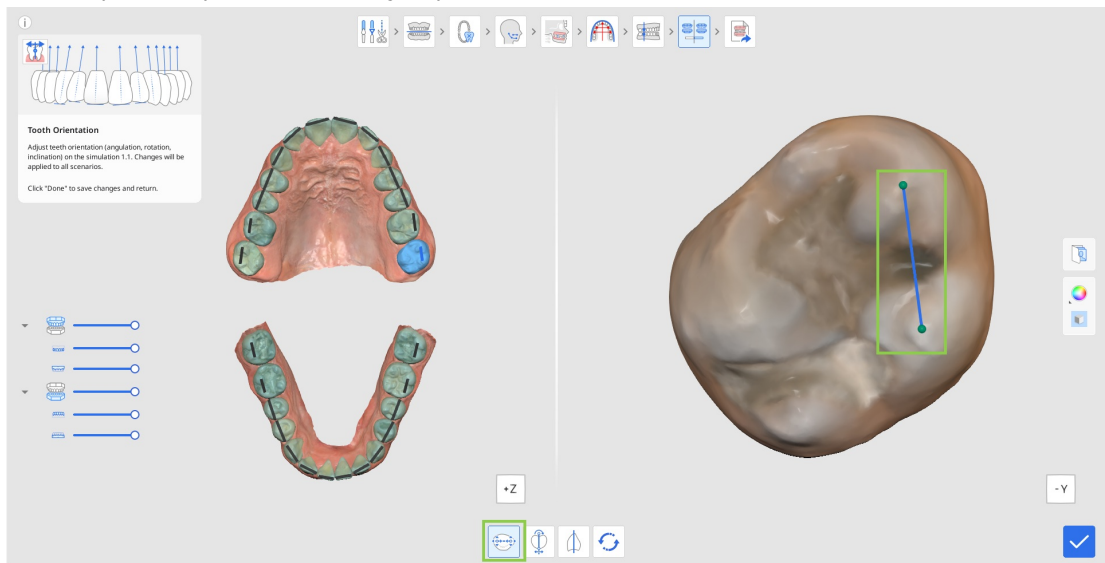 Tooth Orientation
Adjust teeth orientation (angulation, rotation,
inclination) on the simulation 1.1. Changes will be
applied to all scenarios.
Click "Done" to save changes and return.
+Z
- Y